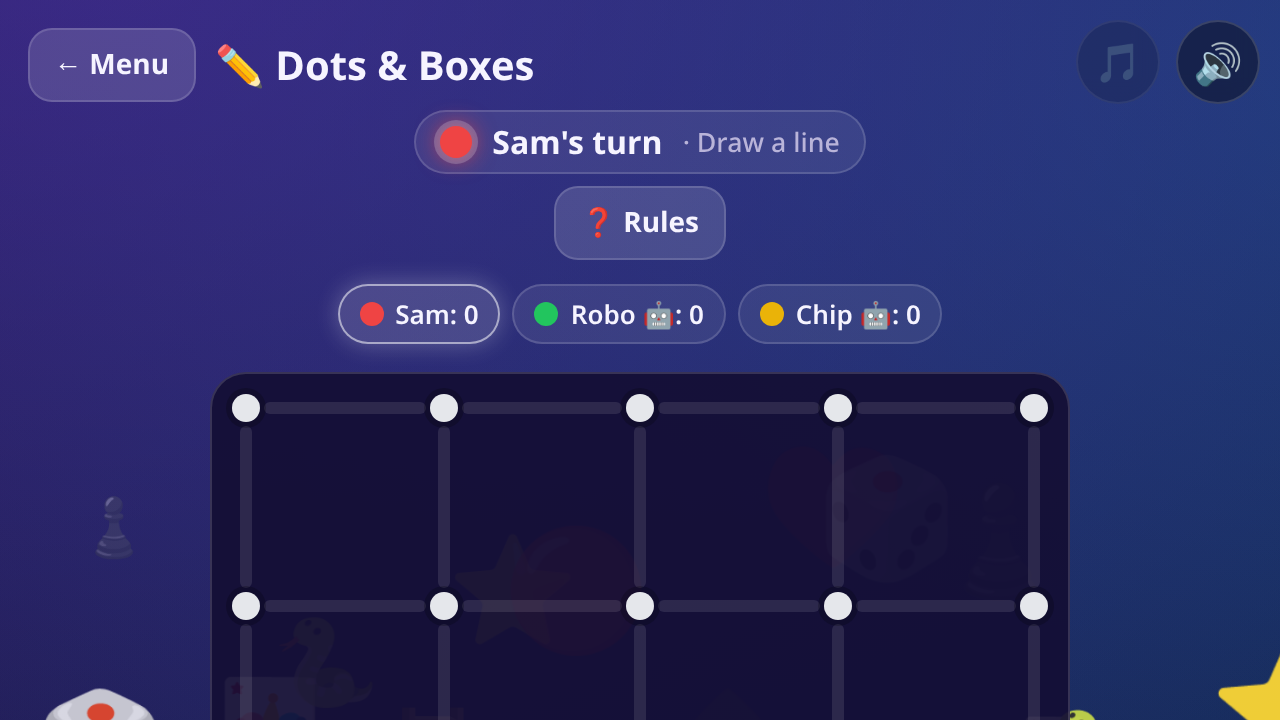 ← Menu
Dots & Boxes
Sam's turn · Draw a line
❓ Rules
Sam: 0
Robo 🤖: 0
Chip 🤖: 0